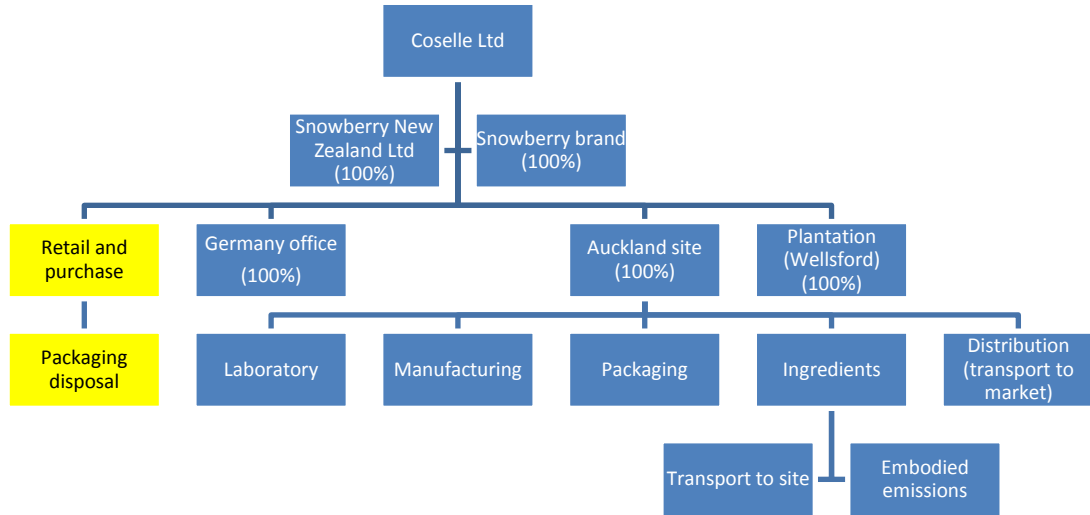 Coselle Ltd
Snowberry New
Zealand Ltd
(100%)
Snowberry brand
(100%)
Retail and
purchase
Germany office
(100%)
Auckland site
(100%)
Plantation
(Wellsford)
(100%)
Packaging
disposal
Laboratory
Manufacturing
Packaging
Ingredients
Distribution
(transport to
market)
Transport to site
Embodied
emissions